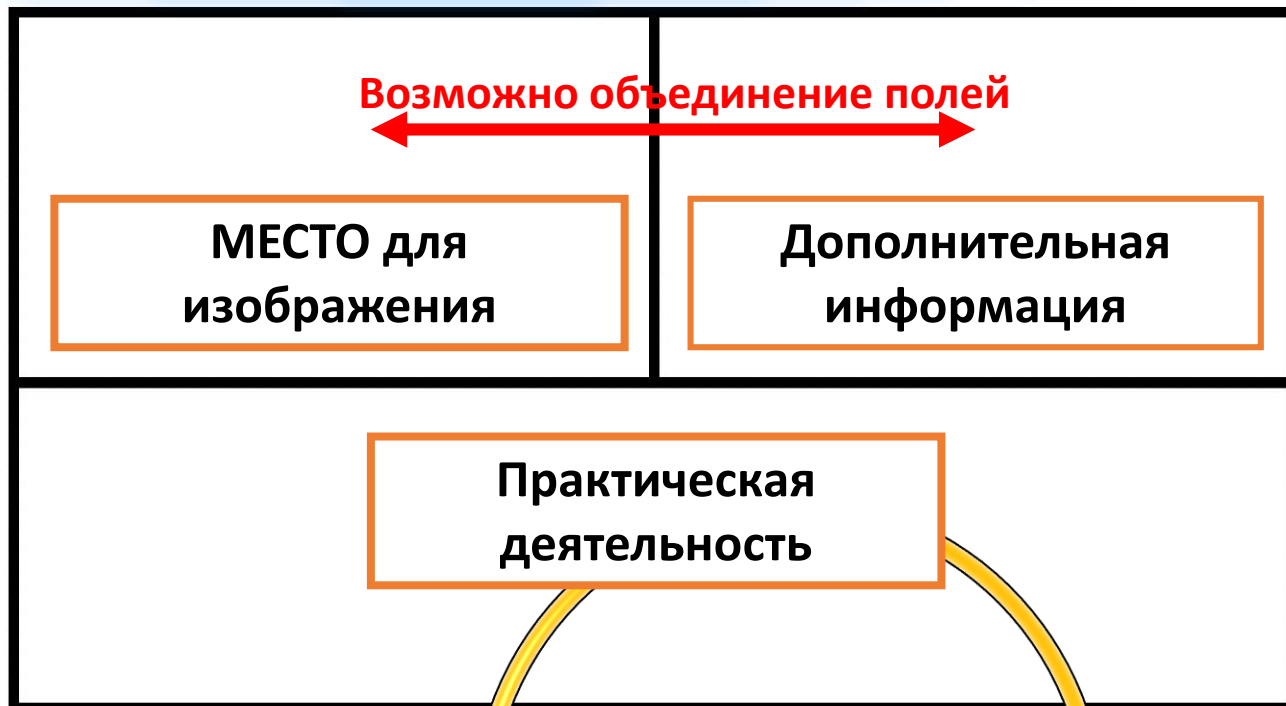 Возможно объединение полей
МЕСТО для
изображения
Дополнительная
информация
Практическая
деятельность